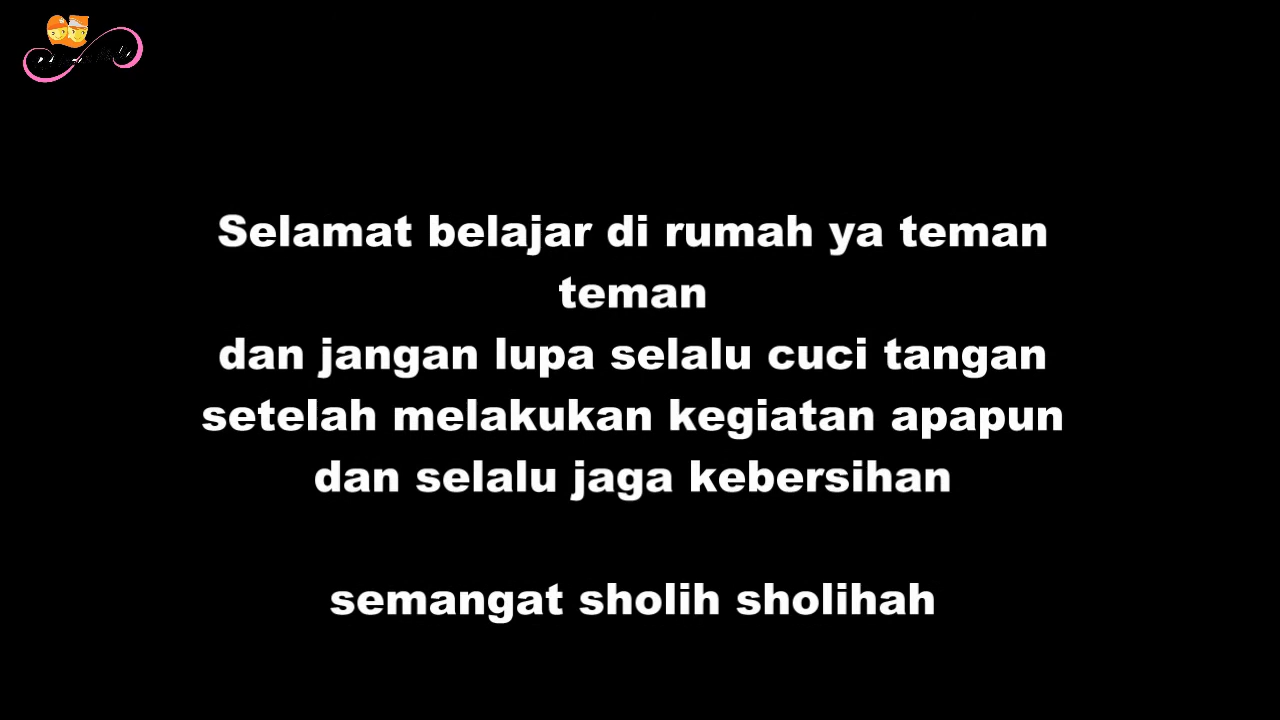 Selamat belajar di rumah ya teman
teman
dan jangan lupa selalu cuci tangan
setelah melakukan kegiatan apapun
dan selalu jaga kebersihan
semangat sholih sholihah